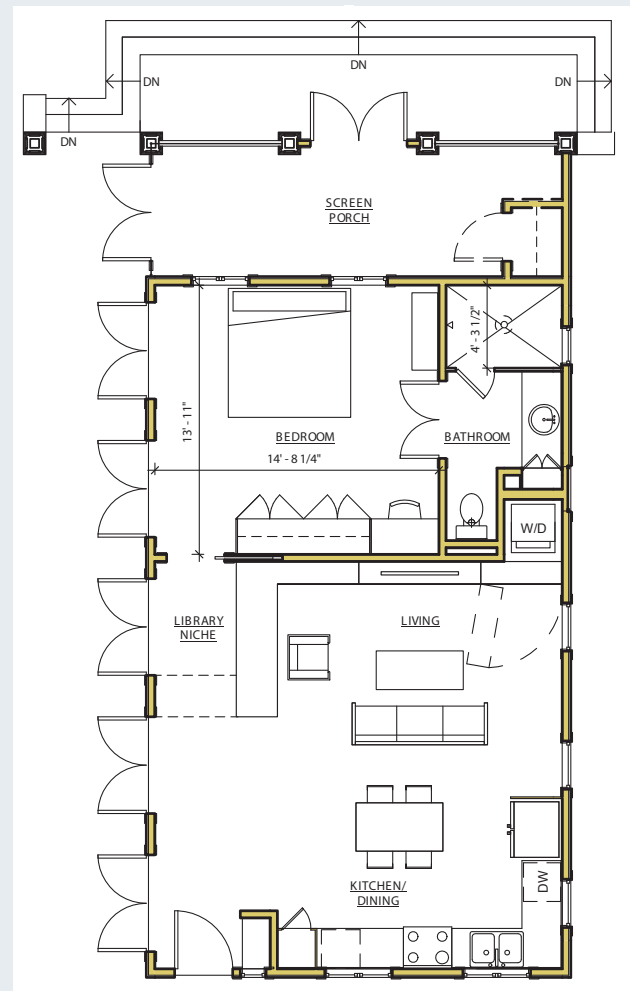 DN
DN
DN
DN
SCREEN
PORCH
4' - 3 1/2"
13' - 11"
BEDROOM
BATHROOM
14' - 8 1/4"
W/D
LIBRARY
NICHE
LIVING
KITCHEN/
DINING
DW